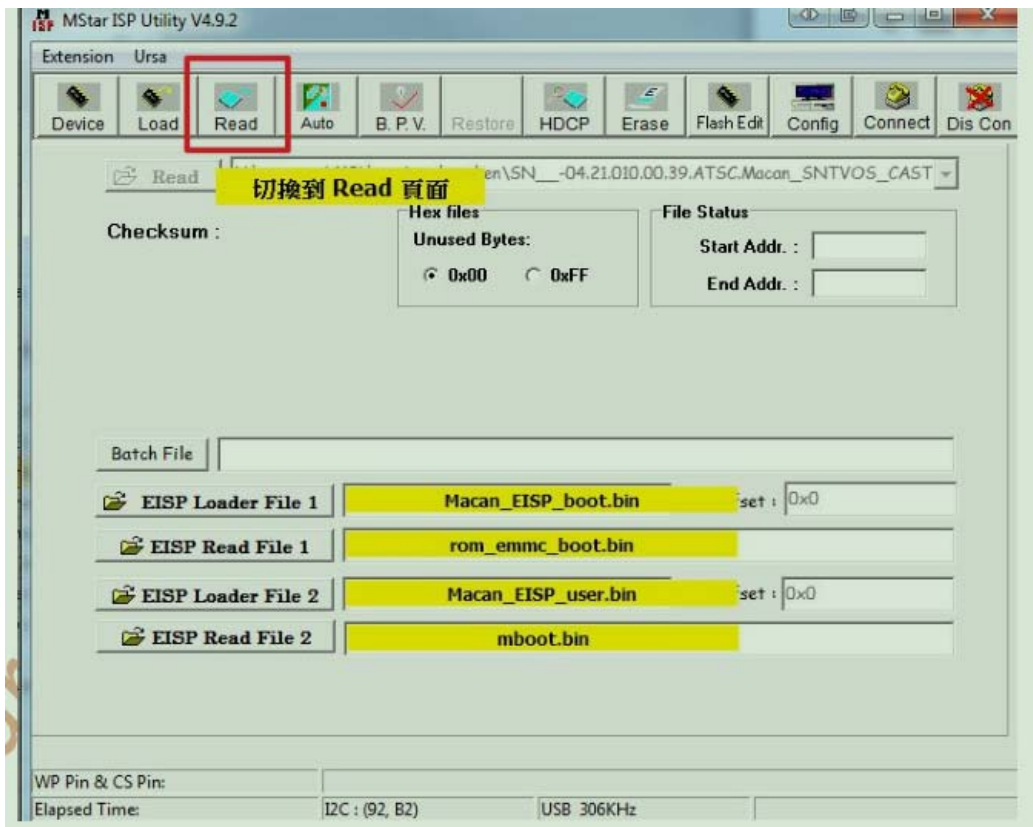 MStar ISP Utility V4.9.2
Extension Ursa
Device Load Read Auto B. P. V. Restore HDCP Erase Flash Edit Config Connect Dis Con
Read en\SN__-04.21.010.00.39.ATSC.Macan_SNTVOS_CAST
切換到 Read 頁面
Checksum :
Hex files
Unused Bytes:
0x00 0xFF
File Status
Start Addr. :
End Addr. :
Batch File
EISP Loader File 1 Macan_EISP_boot.bin set : 0x0
EISP Read File 1 rom_emmc_boot.bin
EISP Loader File 2 Macan_EISP_user.bin set : 0x0
EISP Read File 2 mboot.bin
WP Pin & CS Pin:
Elapsed Time: I2C : (92, B2) USB 306KHz